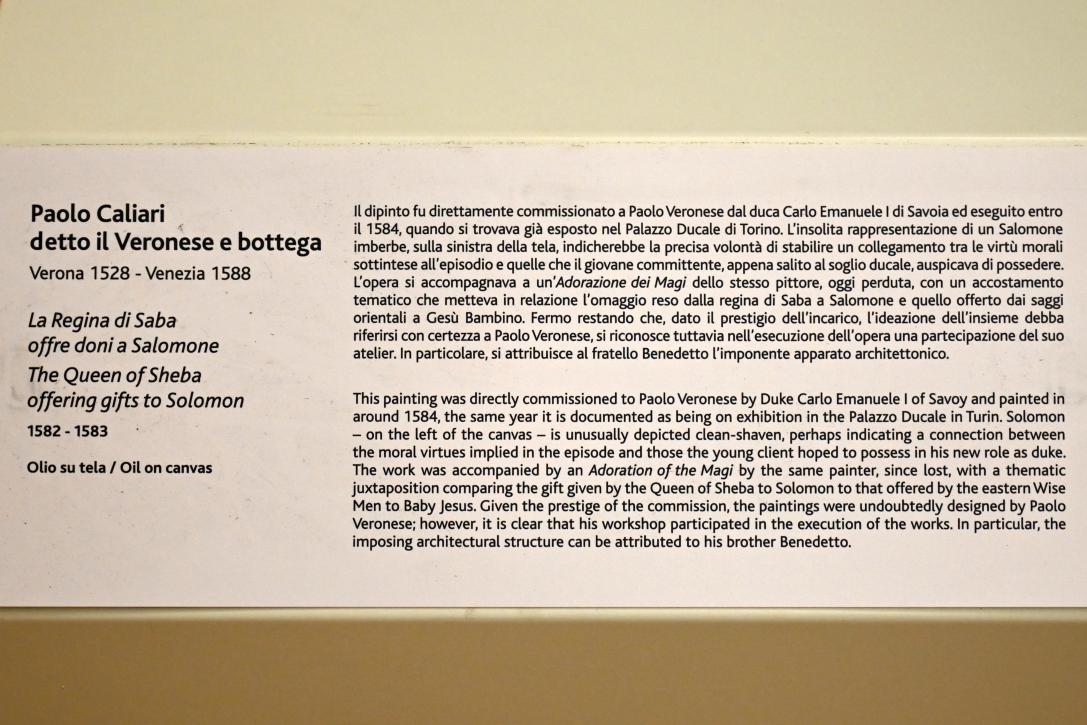 Paolo Caliari
detto il Veronese e bottega
Verona 1528 - Venezia 1588
La Regina di Saba
offre doni a Salomone
The Queen of Sheba
offering gifts to Solomon
1582 - 1583
Olio su tela / Oil on canvas
Il dipinto fu direttamente commissionato a Paolo Veronese dal duca Carlo Emanuele I di Savoia ed eseguito entro
il 1584, quando si trovava già esposto nel Palazzo Ducale di Torino. L'insolita rappresentazione di un Salomone
imberbe, sulla sinistra della tela, indicherebbe la precisa volontà di stabilire un collegamento tra le virtù morali
sottintese all'episodio e quelle che il giovane committente, appena salito al soglio ducale, auspicava di possedere.
L'opera si accompagnava a un'Adorazione dei Magi dello stesso pittore, oggi perduta, con un accostamento
tematico che metteva in relazione l'omaggio reso dalla regina di Saba a Salomone e quello offerto dai saggi
orientali a Gesù Bambino. Fermo restando che, dato il prestigio dell'incarico, l'ideazione dell'insieme debba
riferirsi con certezza a Paolo Veronese, si riconosce tuttavia nell'esecuzione dell'opera una partecipazione del suo
atelier. In particolare, si attribuisce al fratello Benedetto l'imponente apparato architettonico.
This painting was directly commissioned to Paolo Veronese by Duke Carlo Emanuele I of Savoy and painted in
around 1584, the same year it is documented as being on exhibition in the Palazzo Ducale in Turin. Solomon
– on the left of the canvas – is unusually depicted clean-shaven, perhaps indicating a connection between
the moral virtues implied in the episode and those the young client hoped to possess in his new role as duke.
The work was accompanied by an Adoration of the Magi by the same painter, since lost, with a thematic
juxtaposition comparing the gift given by the Queen of Sheba to Solomon to that offered by the eastern Wise
Men to Baby Jesus. Given the prestige of the commission, the paintings were undoubtedly designed by Paolo
Veronese; however, it is clear that his workshop participated in the execution of the works. In particular, the
imposing architectural structure can be attributed to his brother Benedetto.